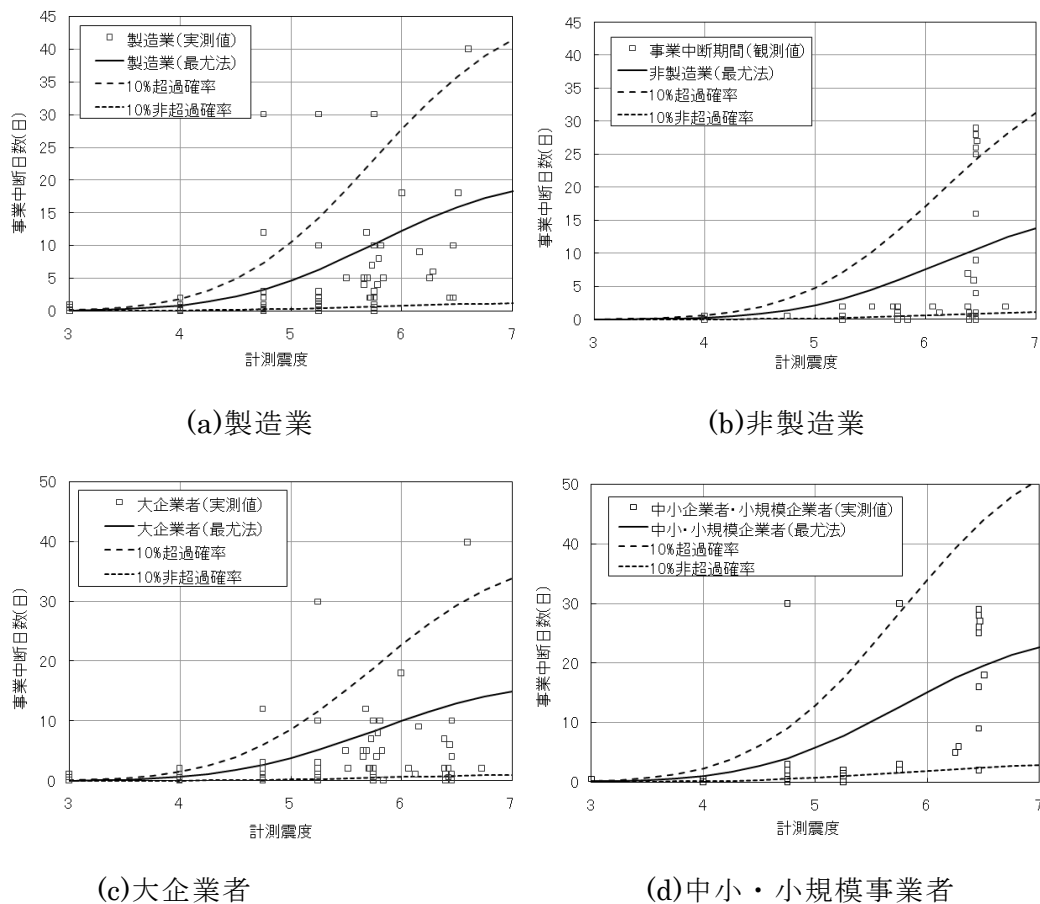 事業中断日数(日)
45
40
35
30
25
20
15
10
5
0
製造業(実測値)
製造業(最尤法)
10%超過確率
10%非超過確率
3 4 5 6 7
計測震度
(a)製造業
事業中断日数(日)
45
40
35
30
25
20
15
10
5
0
事業中断期間(観測値)
非製造業(最尤法)
10%超過確率
10%非超過確率
3 4 5 6 7
計測震度
(b)非製造業
事業中断日数(日)
50
40
30
20
10
0
大企業者(実測値)
大企業者(最尤法)
10%超過確率
10%非超過確率
3 4 5 6 7
計測震度
(c)大企業者
事業中断日数(日)
50
40
30
20
10
0
中小企業者・小規模企業者(実測値)
中小・小規模企業者(最尤法)
10%超過確率
10%非超過確率
3 4 5 6 7
計測震度
(d)中小・小規模事業者